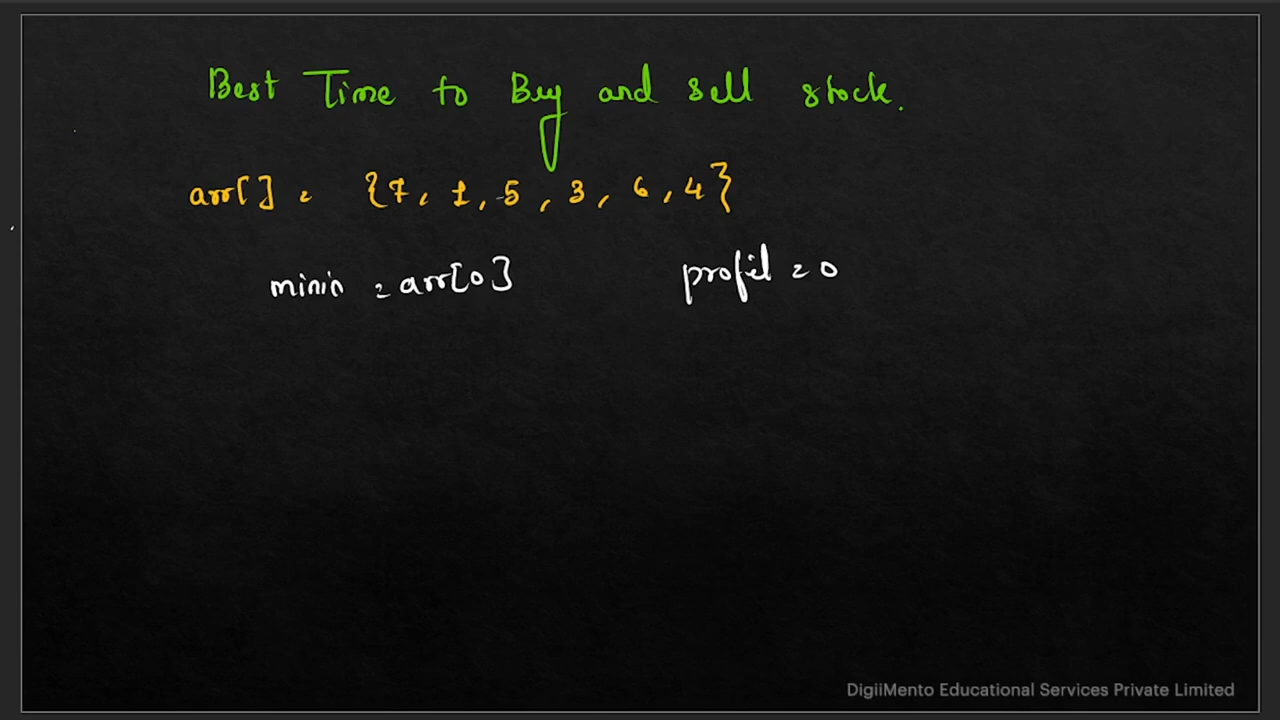 Best Time to Buy and sell stock.
arr[] = {7, 1, 5, 3, 6, 4}
minin = arr[0] profit = 0
DigiiMento Educational Services Private Limited